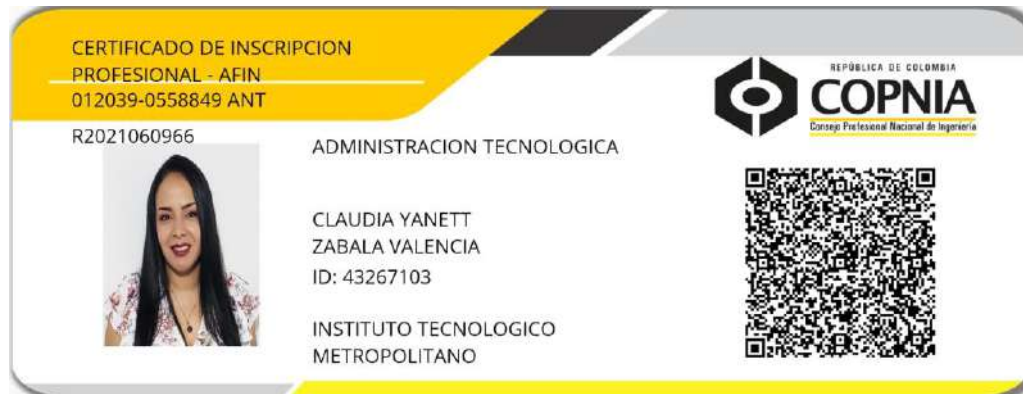 CERTIFICADO DE INSCRIPCION
PROFESIONAL - AFIN
012039-0558849 ANT
R2021060966
ADMINISTRACION TECNOLOGICA
CLAUDIA YANETT
ZABALA VALENCIA
ID: 43267103
INSTITUTO TECNOLOGICO
METROPOLITANO
REPÚBLICA DE COLOMBIA
COPNIA
Consejo Profesional Nacional de Ingeniería